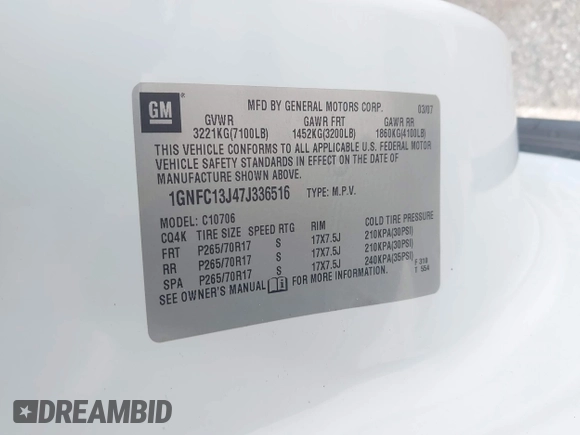 GM
MFD BY GENERAL MOTORS CORP. 03/07
GVWR GAWR FRT GAWR RR
3221KG(7100LB) 1452KG(3200LB) 1860KG(4100LB)
THIS VEHICLE CONFORMS TO ALL APPLICABLE U.S. FEDERAL MOTOR
VEHICLE SAFETY STANDARDS IN EFFECT ON THE DATE OF
MANUFACTURE SHOWN ABOVE.
1GNFC13J47J336516 TYPE: M.P.V.
MODEL: C10706
CQ4K TIRE SIZE SPEED RTG RIM COLD TIRE PRESSURE
FRT P265/70R17 S 17X7.5J 210KPA(30PSI)
RR P265/70R17 S 17X7.5J 210KPA(30PSI)
SPA P265/70R17 S 17X7.5J 240KPA(35PSI)
F 319
T 554
SEE OWNER'S MANUAL FOR MORE INFORMATION.
DREAMBID